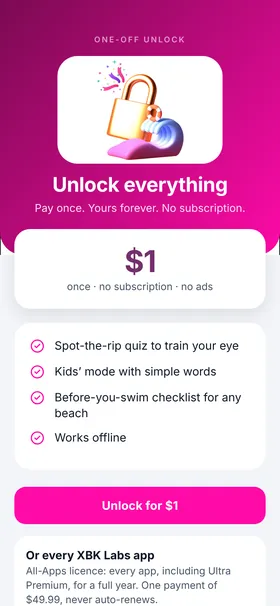 ONE-OFF UNLOCK
Unlock everything
Pay once. Yours forever. No subscription.
$1
once · no subscription · no ads
Spot-the-rip quiz to train your eye
Kids’ mode with simple words
Before-you-swim checklist for any
beach
Works offline
Unlock for $1
Or every XBK Labs app
All-Apps licence: every app, including Ultra
Premium, for a full year. One payment of
$49.99, never auto-renews.